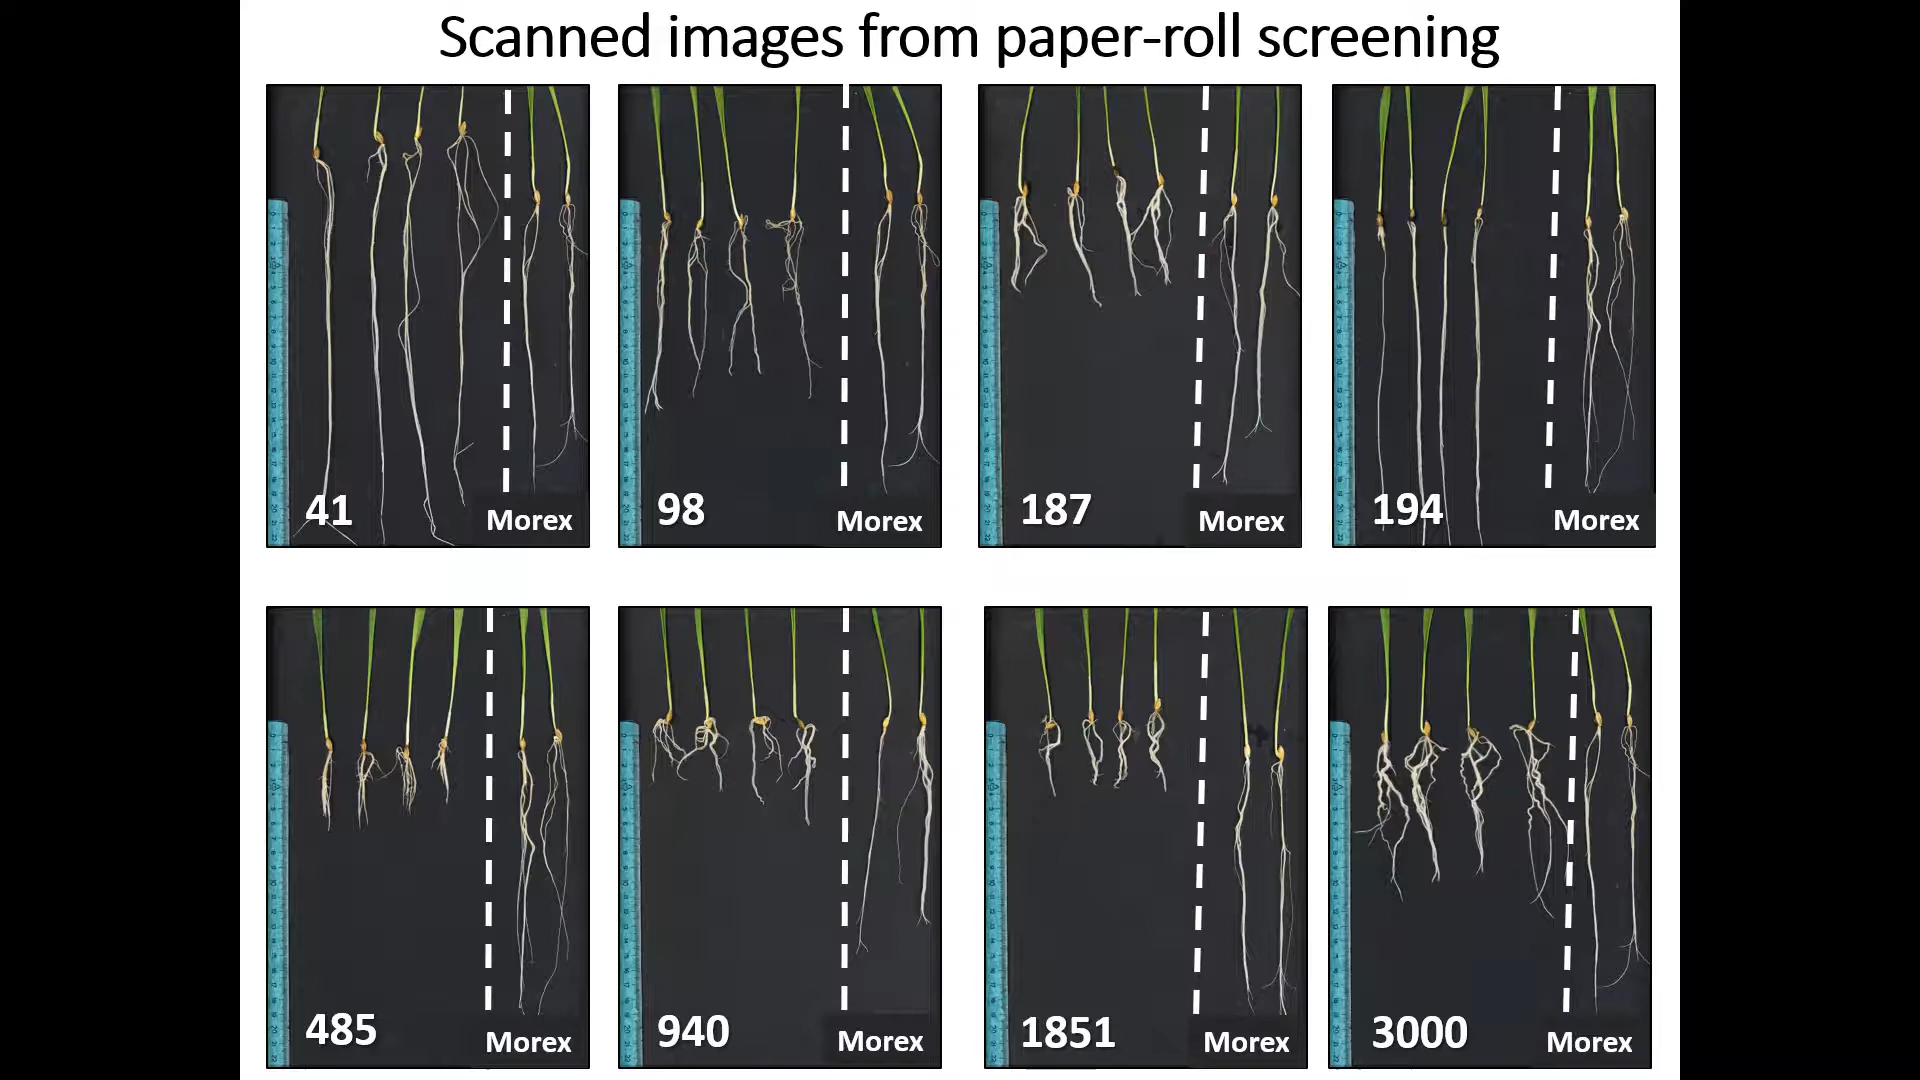 Scanned images from paper-roll screening
41
Morex
98
Morex
187
Morex
194
Morex
485
Morex
940
Morex
1851
Morex
3000
Morex